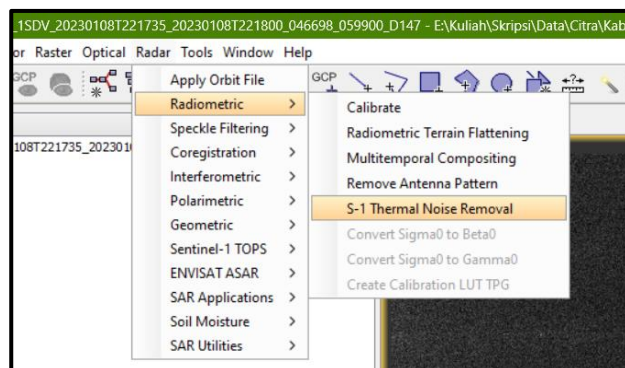 _1SDV_20230108T221735_20230108T221800_046698_059900_D147 - E:\Kuliah\Skripsi\Data\Citra\Kab
or Raster Optical Radar Tools Window Help
GCP
GCP
Apply Orbit File
Radiometric >
Calibrate
Speckle Filtering >
Radiometric Terrain Flattening
108T221735_202301
Coregistration >
Multitemporal Compositing
Interferometric >
Remove Antenna Pattern
Polarimetric >
S-1 Thermal Noise Removal
Geometric >
Convert Sigma0 to Beta0
Sentinel-1 TOPS >
Convert Sigma0 to Gamma0
ENVISAT ASAR >
Create Calibration LUT TPG
SAR Applications >
Soil Moisture >
SAR Utilities >